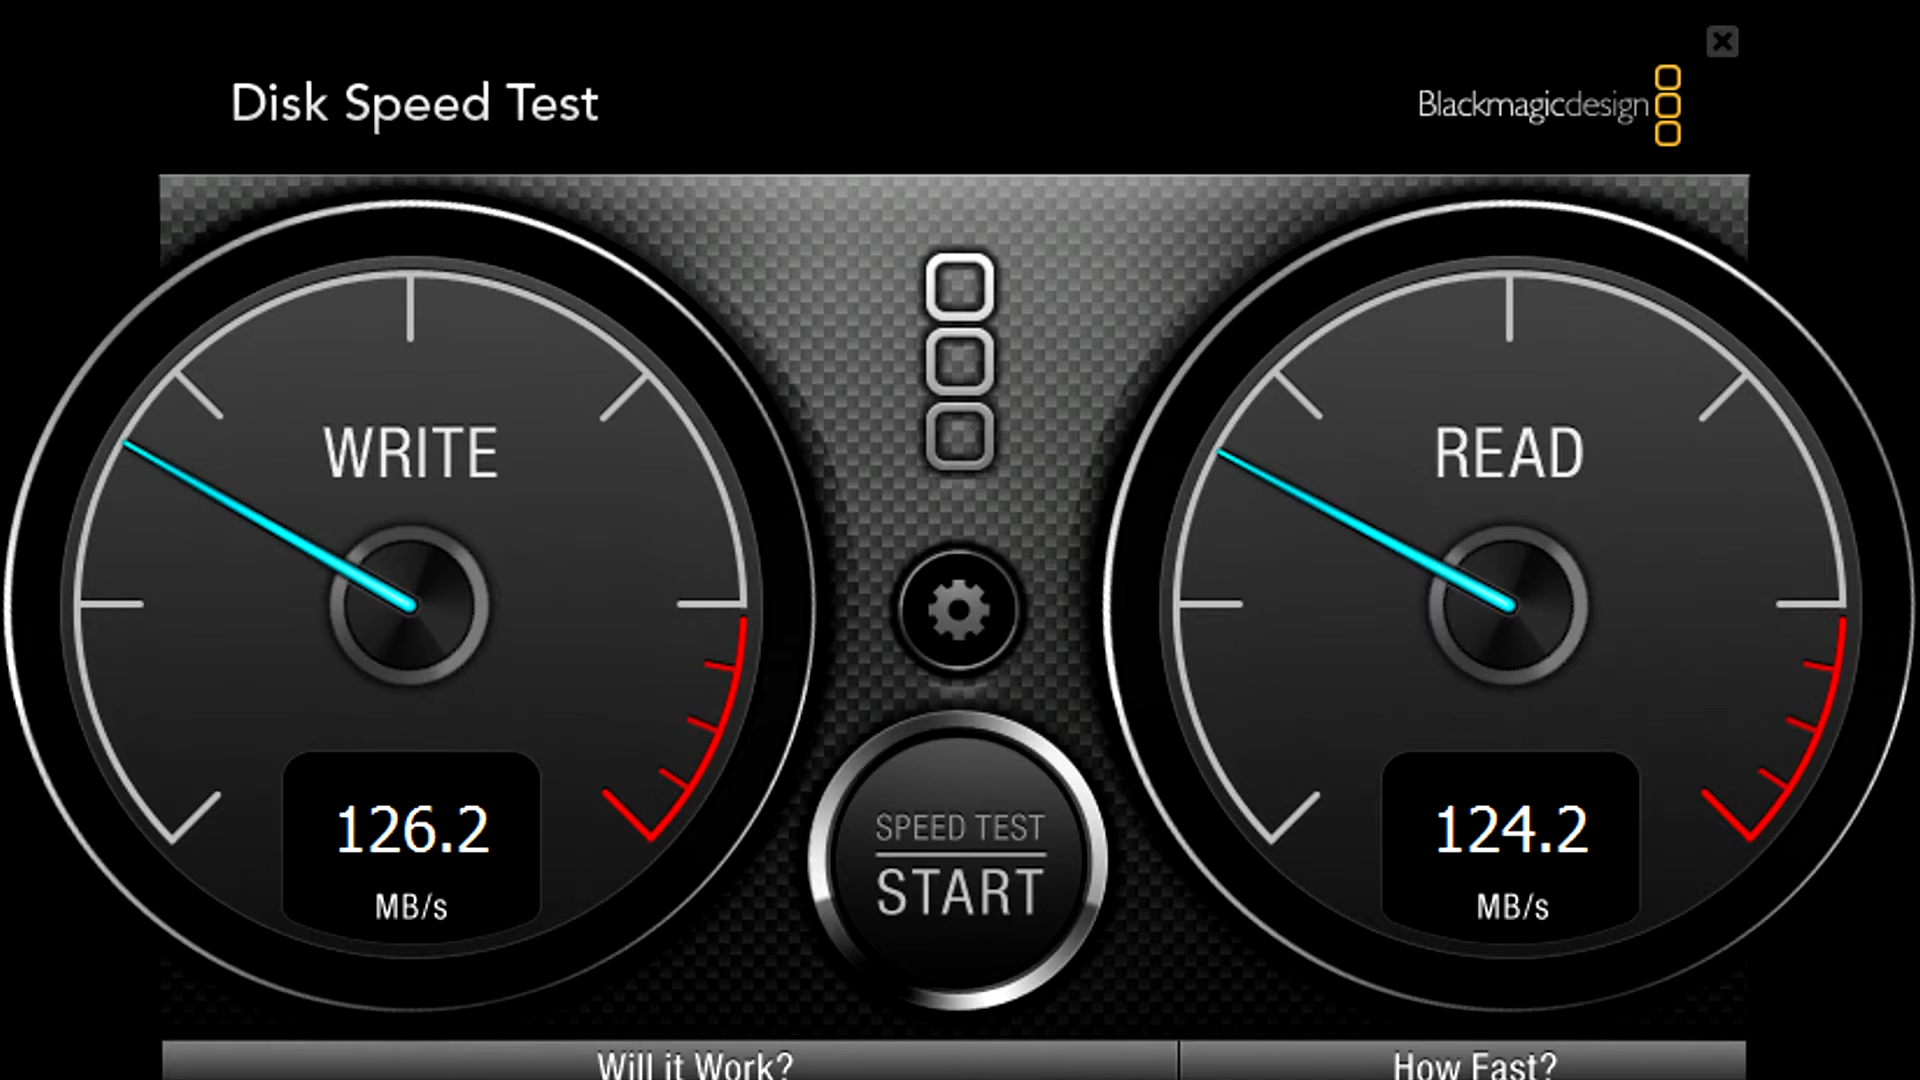 Disk Speed Test
Blackmagicdesign
WRITE
READ
126.2
MB/s
SPEED TEST
START
124.2
MB/s
Will it Work?
How Fast?